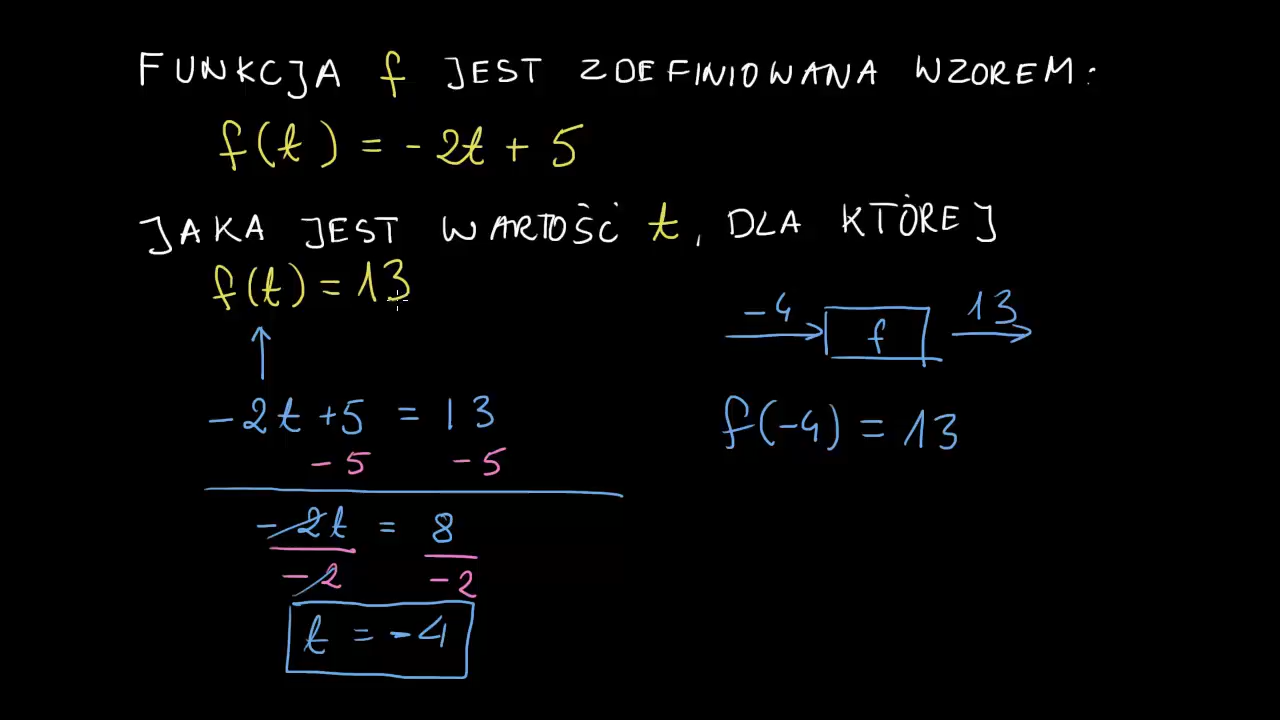 FUNKCJA f JEST ZDEFINIOWANA WZOREM:
f(t) = -2t + 5
JAKA JEST WARTOŚĆ t, DLA KTÓREJ
f(t) = 13
-2t +5 = 13
-5 -5
-2t = 8
-2 -2
t = -4
-4 f 13
f(-4) = 13